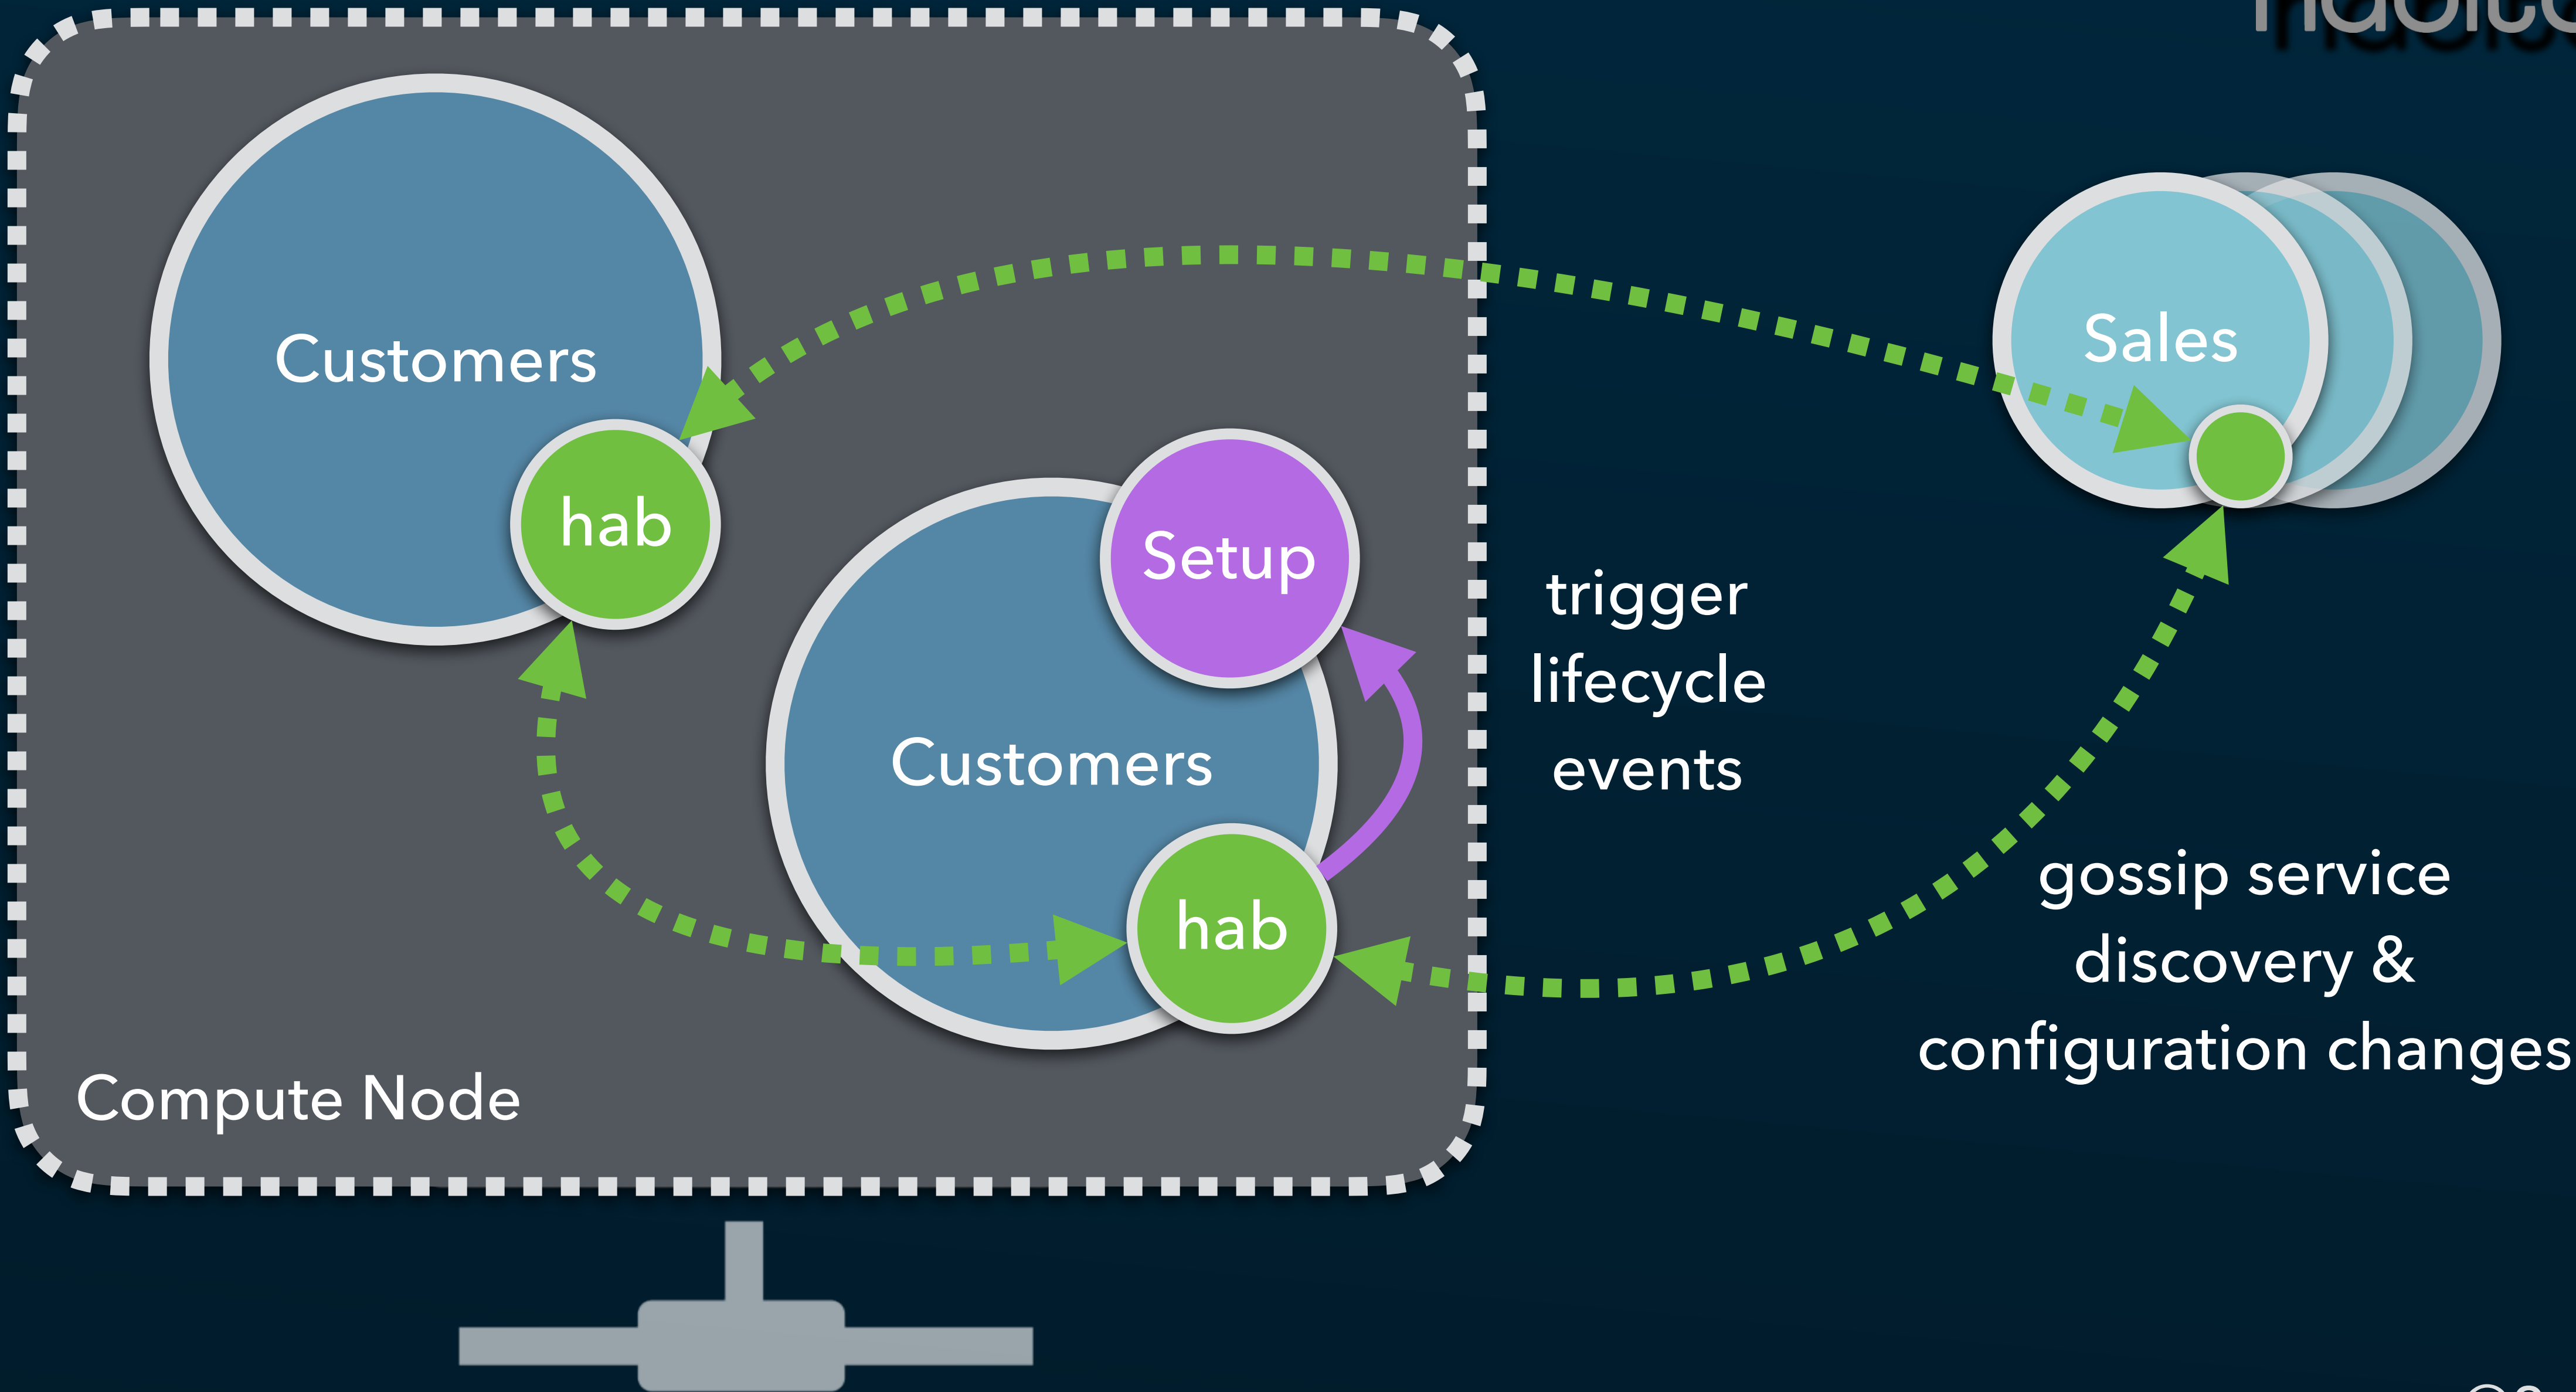 Customers
hab
Setup
Customers
hab
Compute Node
trigger
lifecycle
events
Sales
gossip service
discovery &
configuration changes